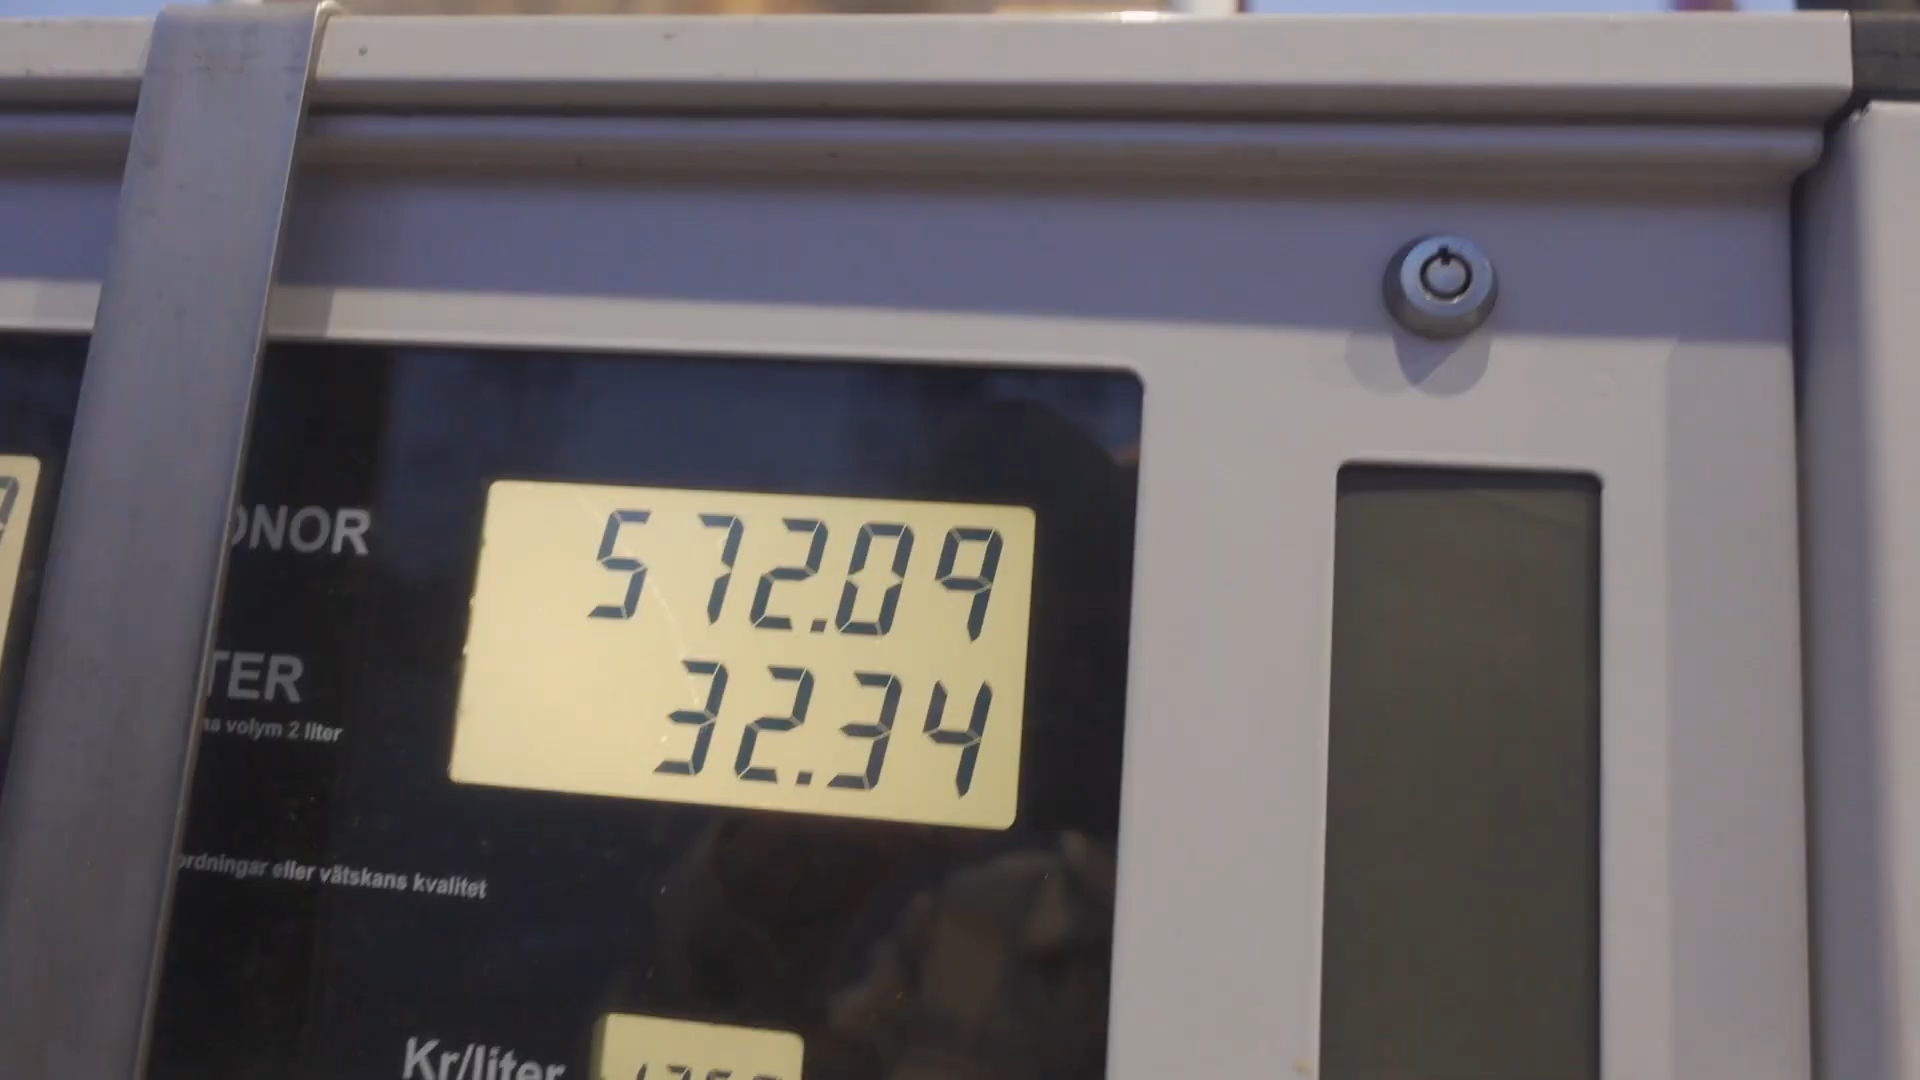 ONOR 572.09
TER 32.34
na volym 2 liter
ordningar eller vätskans kvalitet
Kr/liter